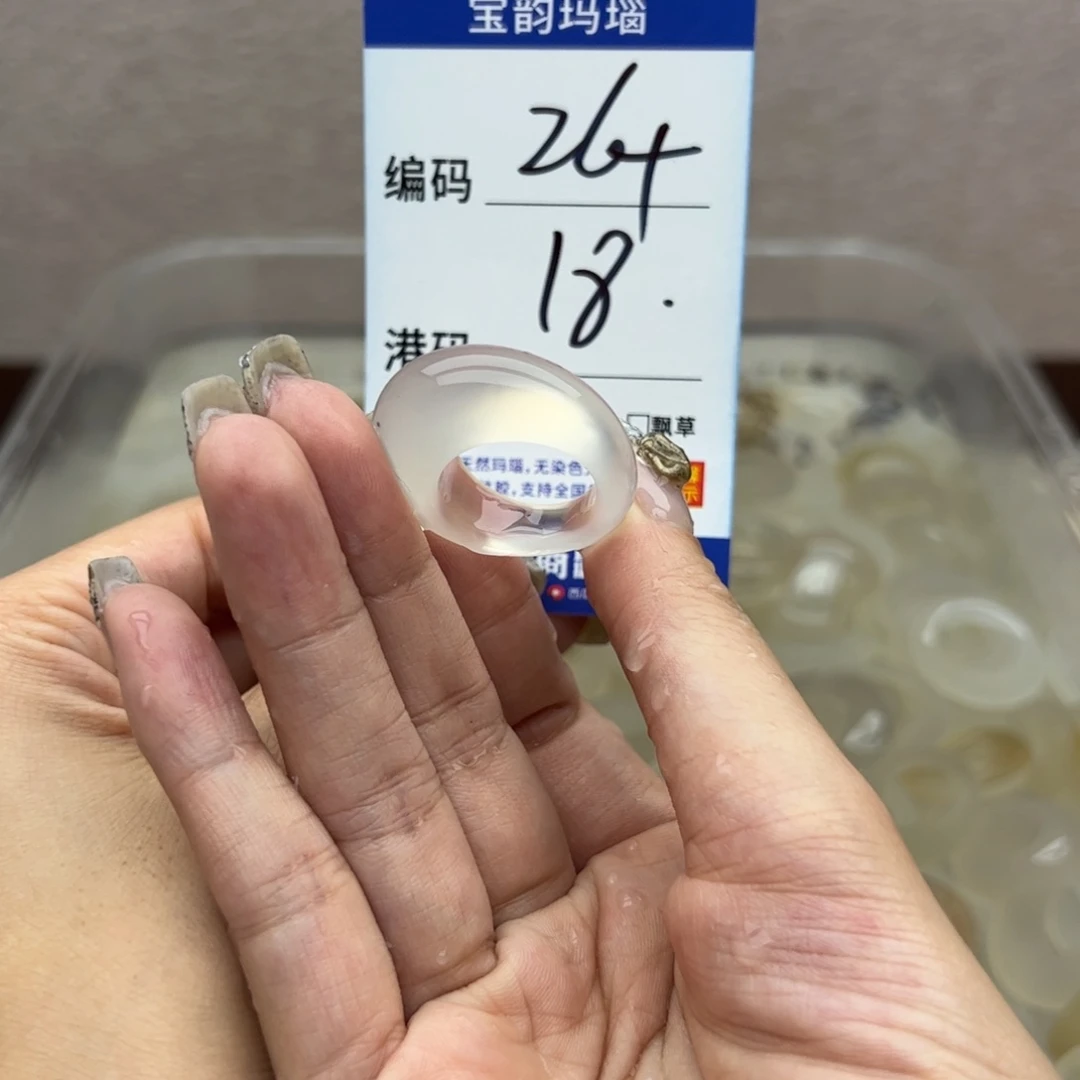 宝韵玛瑙
编码 264
18.
港码
飘草
天然玛瑙,无染色
胶,支持全国